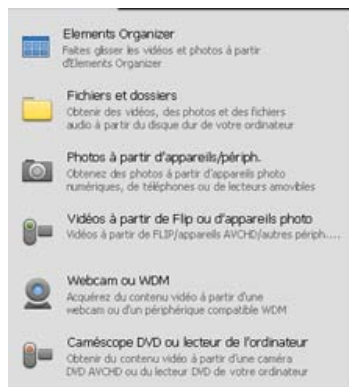 Elements Organizer
Faites glisser les vidéos et photos à partir
d'Elements Organizer
Fichiers et dossiers
Obtenir des vidéos, des photos et des fichiers
audio à partir du disque dur de votre ordinateur
Photos à partir d'appareils/périph.
Obtenez des photos à partir d'appareils photo
numériques, de téléphones ou de lecteurs amovibles
Vidéos à partir de Flip ou d'appareils photo
Vidéos à partir de FLIP/appareils AVCHD/autres périph.....
Webcam ou WDM
Acquérez du contenu vidéo à partir d'une
webcam ou d'un périphérique compatible WDM
Caméscope DVD ou lecteur de l'ordinateur
Obtenir du contenu vidéo à partir d'une caméra
DVD AVCHD ou du lecteur DVD de votre ordinateur